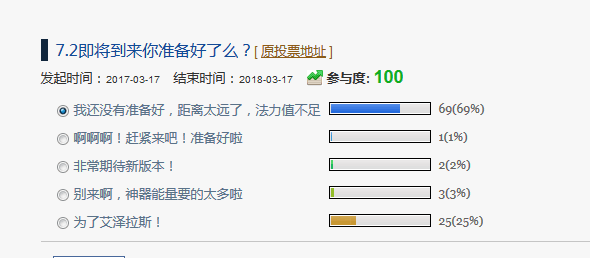 7.2即将到来你准备好了么？[ 原投票地址 ]
发起时间：2017-03-17 结束时间：2018-03-17 参与度: 100
我还没有准备好，距离太远了，法力值不足 69(69%)
啊啊啊！赶紧来吧！准备好啦 1(1%)
非常期待新版本！ 2(2%)
别来啊，神器能量要的太多啦 3(3%)
为了艾泽拉斯！ 25(25%)